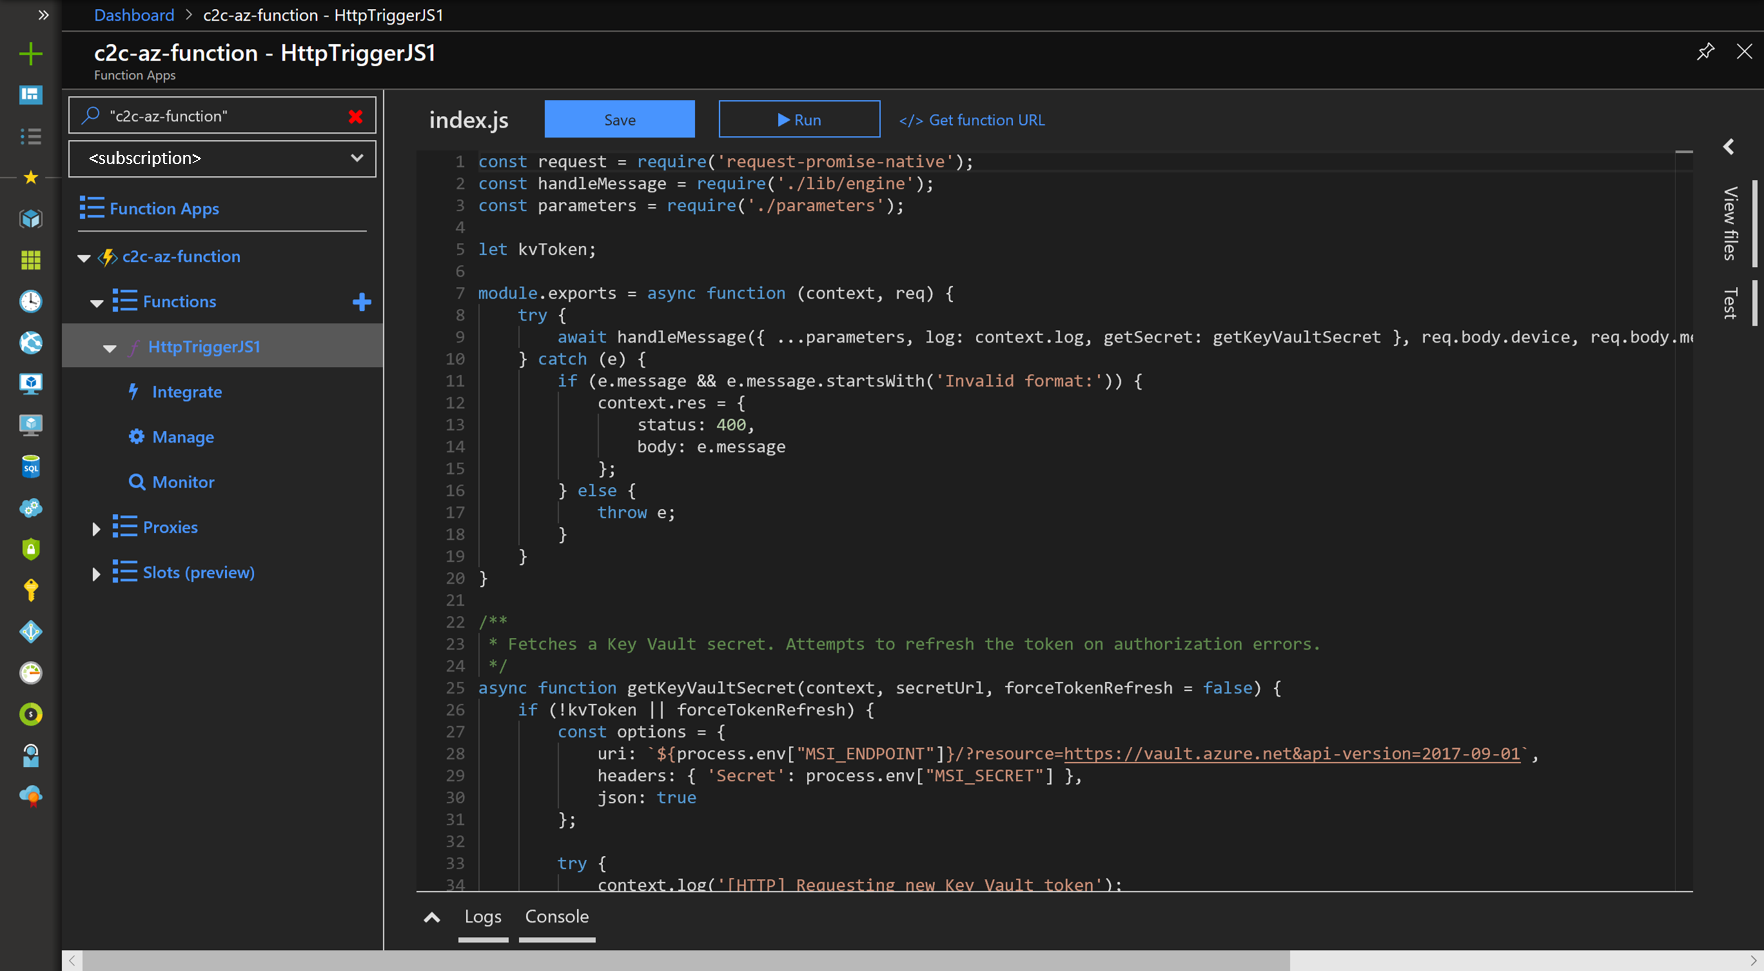 Dashboard > c2c-az-function - HttpTriggerJS1
c2c-az-function - HttpTriggerJS1
Function Apps
"c2c-az-function"
<subscription>
Function Apps
c2c-az-function
Functions
HttpTriggerJS1
Integrate
Manage
Monitor
Proxies
Slots (preview)
SQL
index.js
Save
Run
</> Get function URL
1 const request = require('request-promise-native');
2 const handleMessage = require('./lib/engine');
3 const parameters = require('./parameters');
4
5 let kvToken;
6
7 module.exports = async function (context, req) {
8     try {
9         await handleMessage({ ...parameters, log: context.log, getSecret: getKeyVaultSecret }, req.body.device, req.body.me
10     } catch (e) {
11         if (e.message && e.message.startsWith('Invalid format:')) {
12             context.res = {
13                 status: 400,
14                 body: e.message
15             };
16         } else {
17             throw e;
18         }
19     }
20 }
21
22 /**
23  * Fetches a Key Vault secret. Attempts to refresh the token on authorization errors.
24  */
25 async function getKeyVaultSecret(context, secretUrl, forceTokenRefresh = false) {
26     if (!kvToken || forceTokenRefresh) {
27         const options = {
28             uri: `${process.env["MSI_ENDPOINT"]}/?resource=https://vault.azure.net&api-version=2017-09-01`,
29             headers: { 'Secret': process.env["MSI_SECRET"] },
30             json: true
31         };
32
33         try {
34             context.log('[HTTP] Requesting new Key Vault token');
View files
Test
Logs
Console